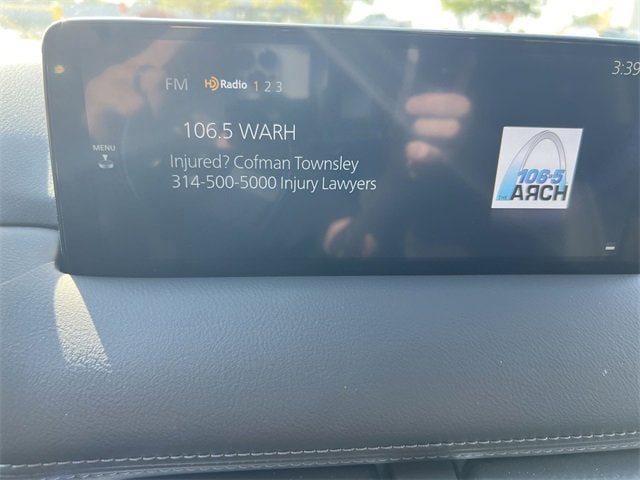 3:39
FM HD Radio 1 2 3
106.5 WARH
MENU
Injured? Cofman Townsley
314-500-5000 Injury Lawyers
106.5
THE ARCH